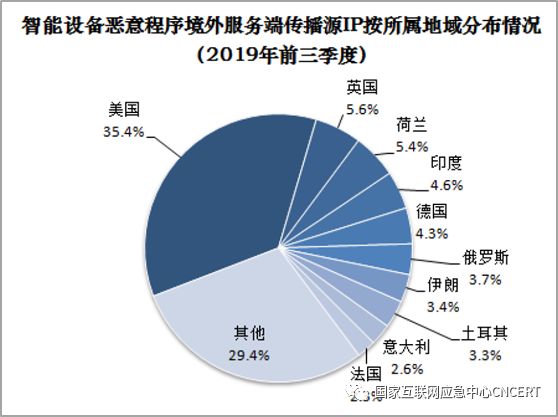 智能设备恶意程序境外服务端传播源IP按所属地域分布情况
（2019年前三季度）
美国
35.4%
英国
5.6%
荷兰
5.4%
印度
4.6%
德国
4.3%
俄罗斯
3.7%
伊朗
3.4%
土耳其
3.3%
意大利
2.6%
法国
其他
29.4%
国家互联网应急中心CNCERT